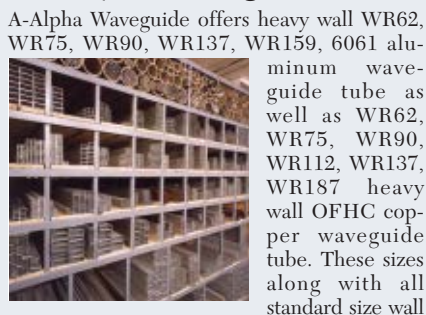 A-Alpha Waveguide offers heavy wall WR62,
WR75, WR90, WR137, WR159, 6061 alu-
minum wave-
guide tube as
well as WR62,
WR75, WR90,
WR112, WR137,
WR187 heavy
wall OFHC cop-
per waveguide
tube. These sizes
along with all
standard size wall